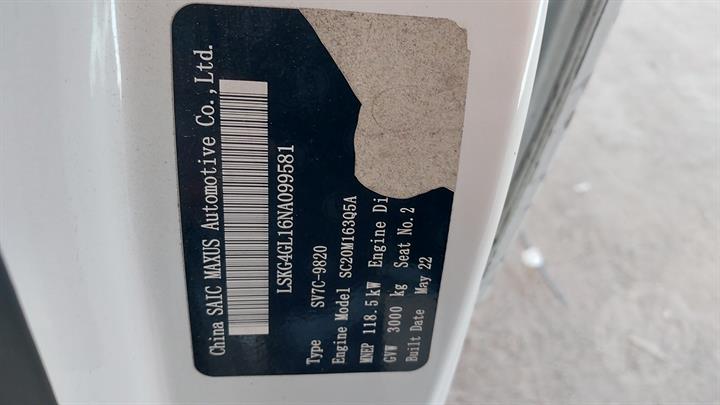 China SAIC MAXUS Automotive Co.,Ltd.
LSKG4GL16NA099581
Type SV7C-9820
Engine Model SC20M163Q5A
MNEP 118.5kW Engine Di
GVW 3000 kg Seat No.2
Built Date May 22